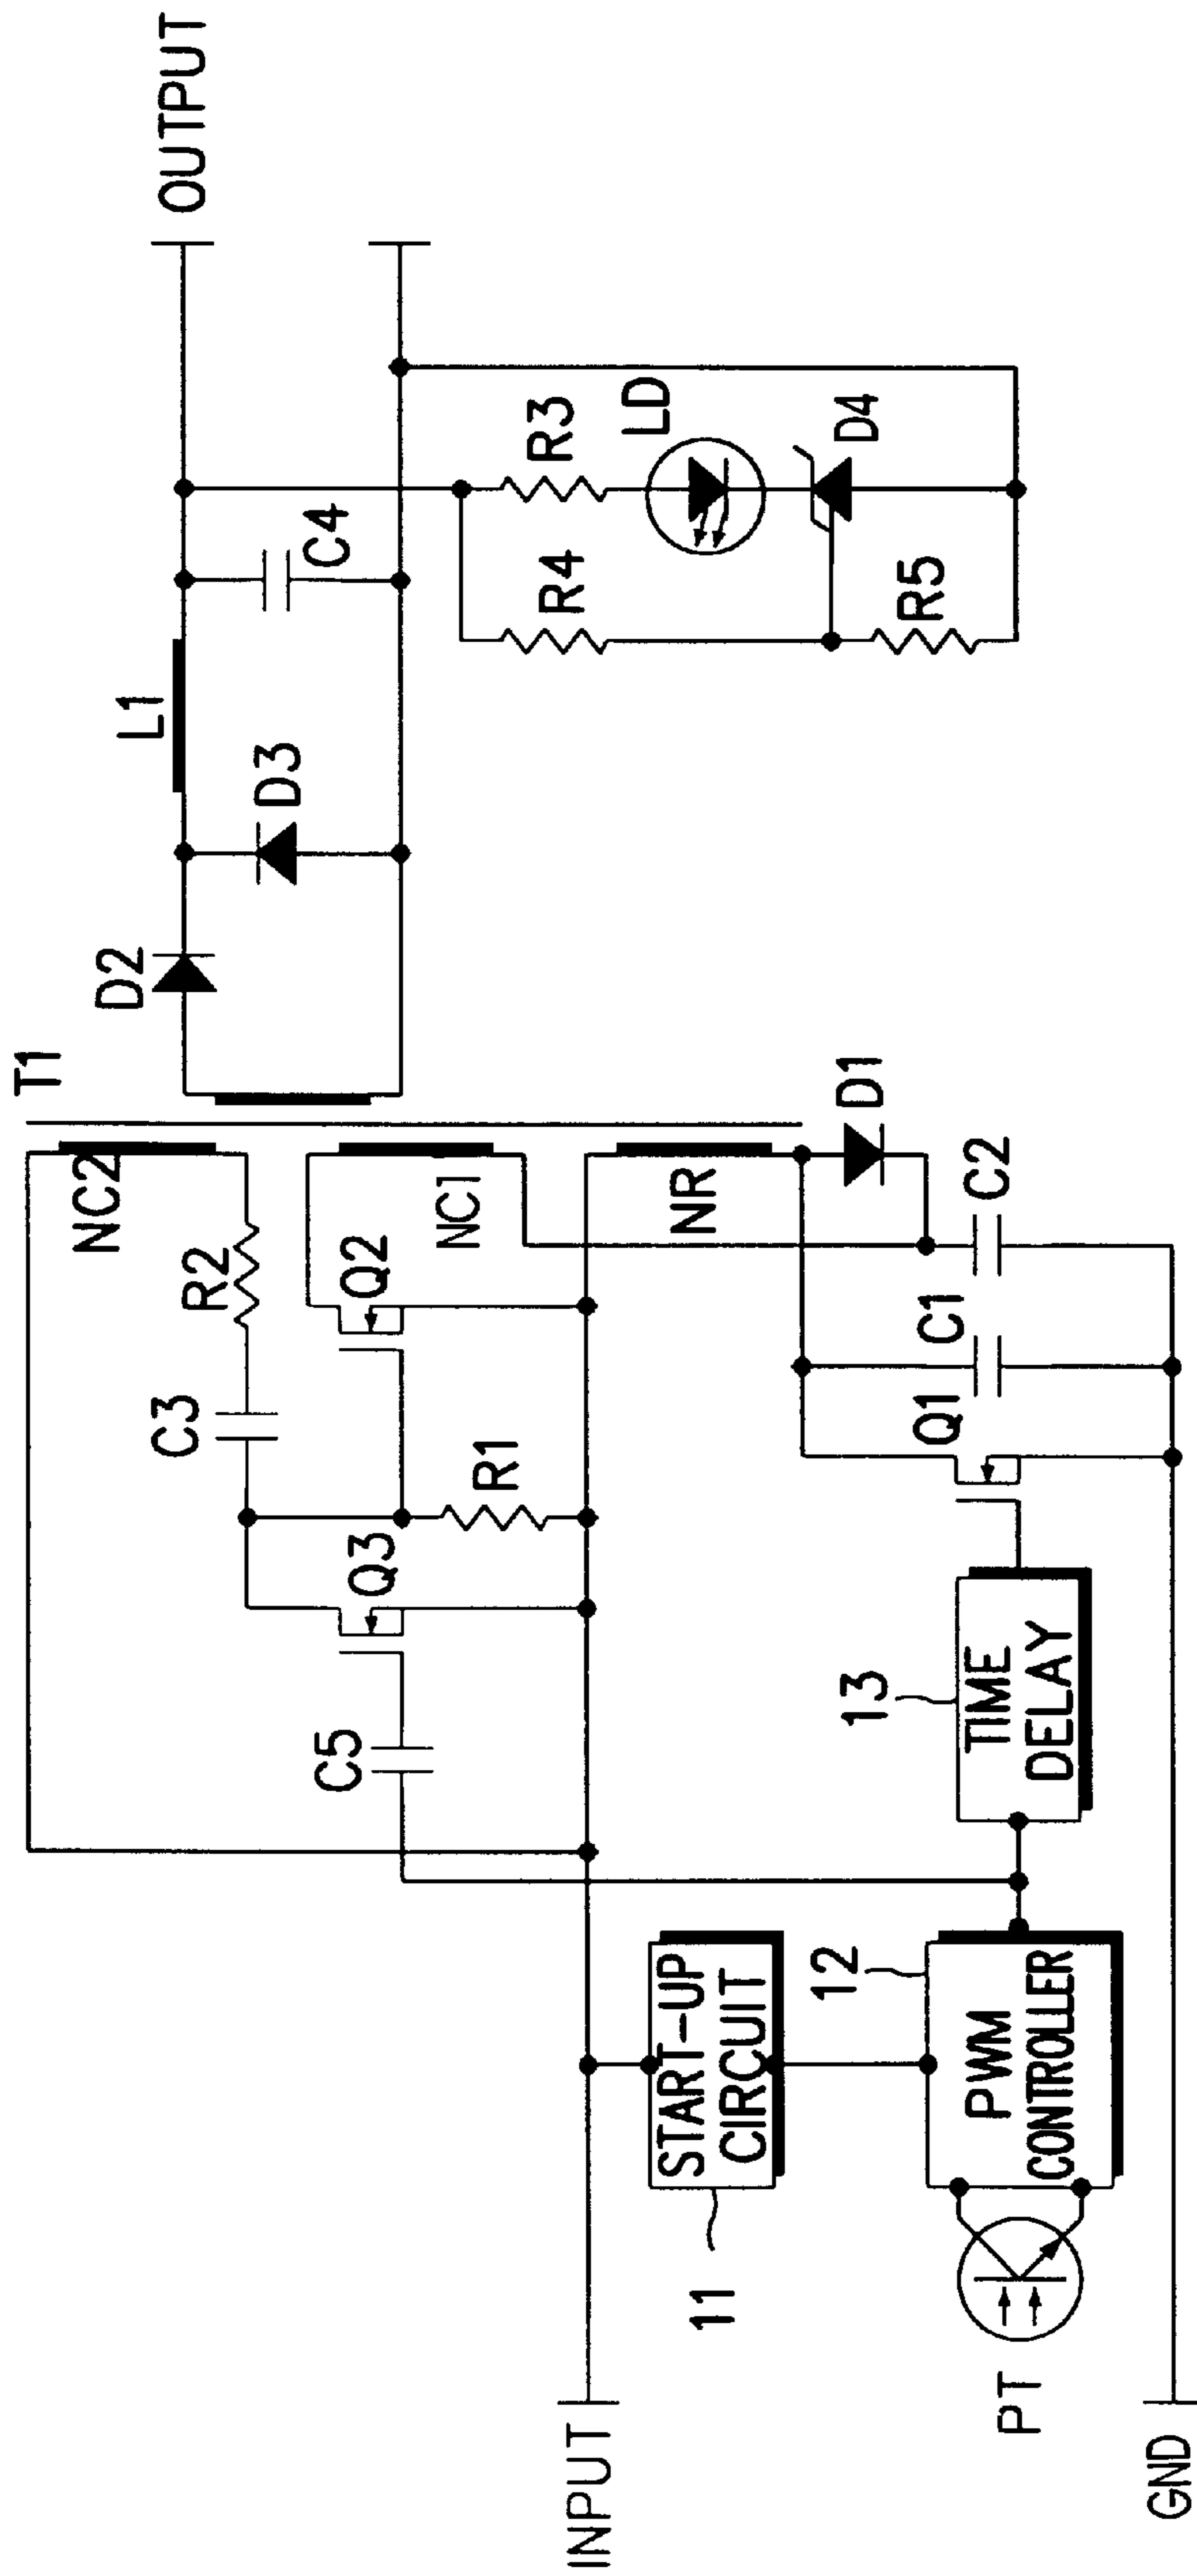 T1
OUTPUT
D2
L1
D3
C4
R3
LD
D4
R4
R5
NC2
R2
C3
Q2
NC1
R1
Q3
C5
NR
D1
C2
C1
Q1
13
TIME
DELAY
START-UP
CIRCUIT
11
12
PWM
CONTROLLER
PT
INPUT
GND